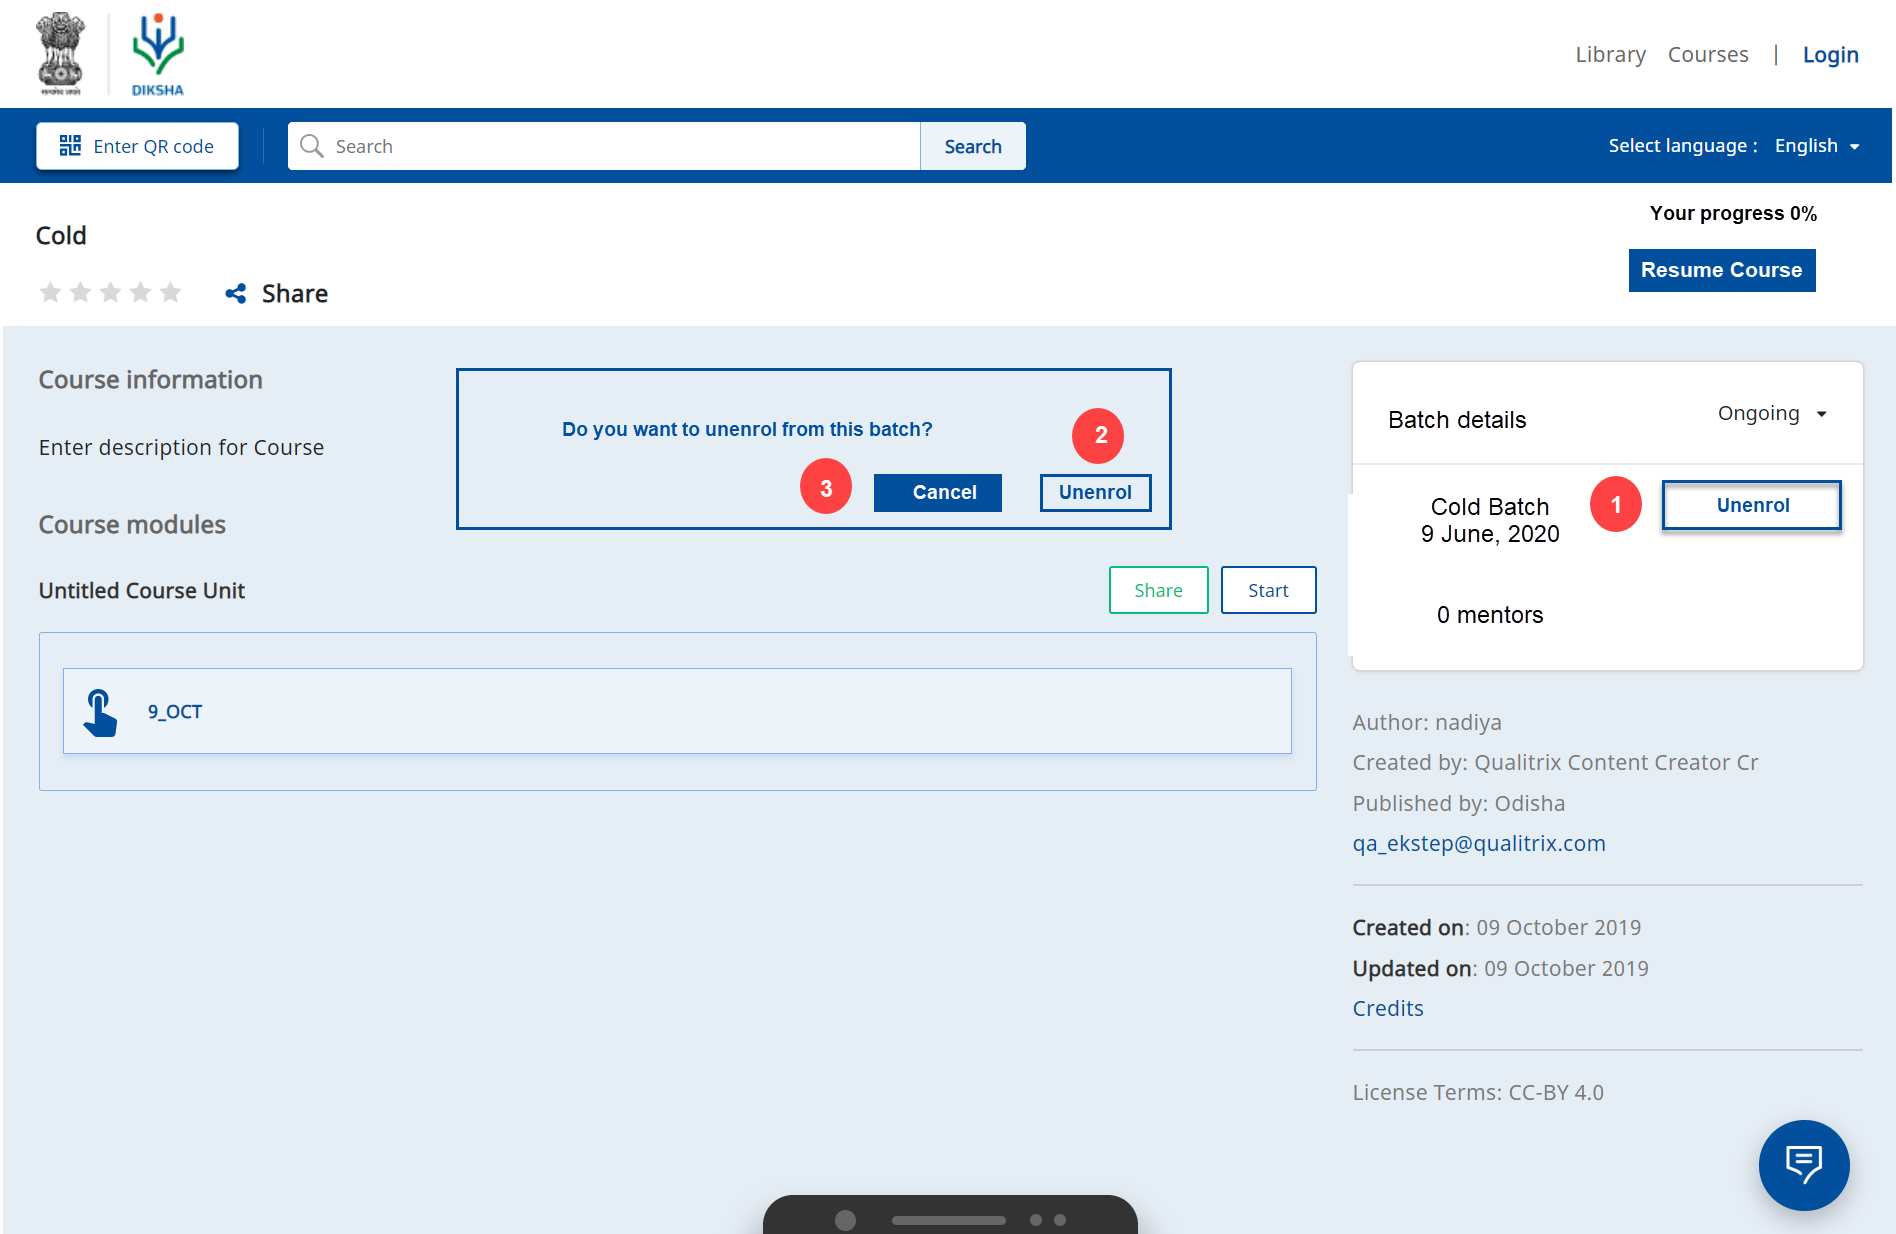 DIKSHA
Library Courses | Login
Enter QR code
Search
Search
Select language : English
Cold
Your progress 0%
Resume Course
Share
Course information
Enter description for Course
Do you want to unenrol from this batch?
2
3
Cancel
Unenrol
Batch details
Ongoing
Cold Batch
9 June, 2020
1
Unenrol
0 mentors
Course modules
Untitled Course Unit
Share
Start
9_OCT
Author: nadiya
Created by: Qualitrix Content Creator Cr
Published by: Odisha
qa_ekstep@qualitrix.com
Created on: 09 October 2019
Updated on: 09 October 2019
Credits
License Terms: CC-BY 4.0